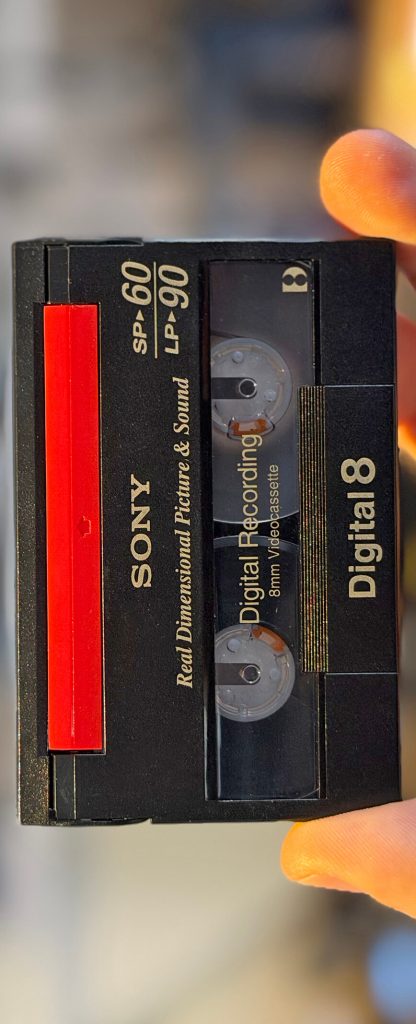 SP▸60
LP▸90
SONY
Real Dimensional Picture & Sound
Digital Recording
8mm Videocassette
Digital 8